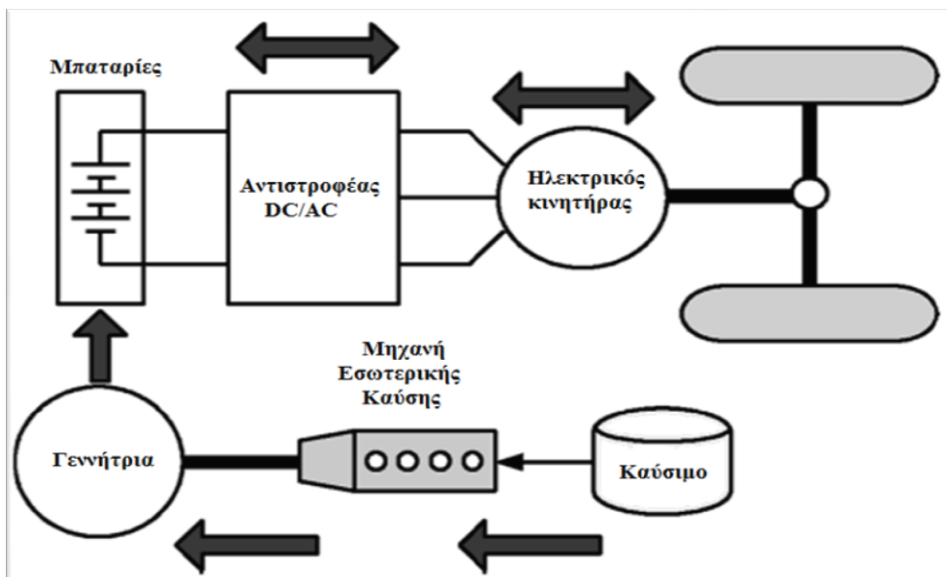 Μπαταρίες
Αντιστροφέας
DC/AC
Ηλεκτρικός
κινητήρας
Μηχανή
Εσωτερικής
Καύσης
Γεννήτρια
Καύσιμο